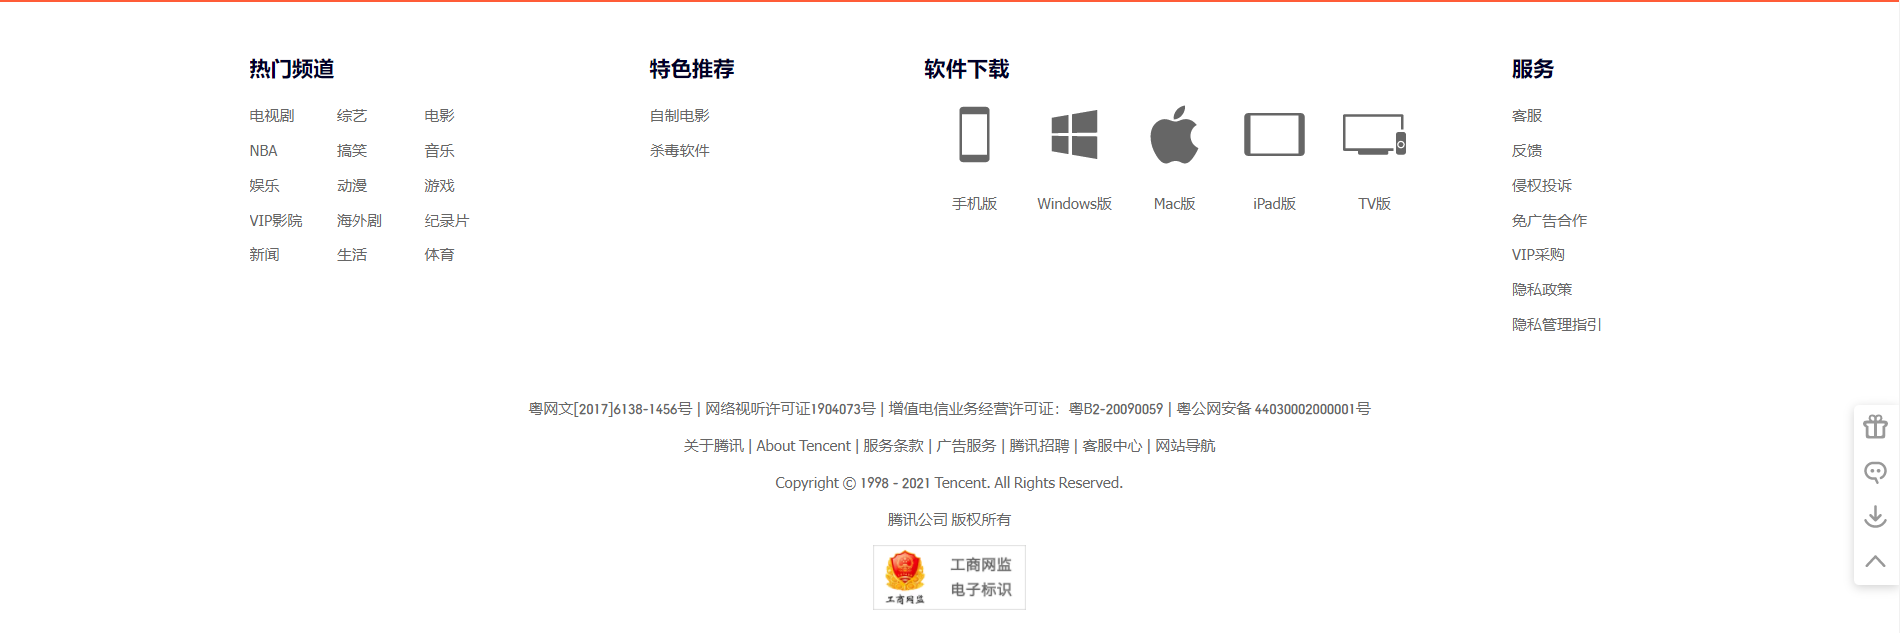 热门频道
电视剧 综艺 电影
NBA 搞笑 音乐
娱乐 动漫 游戏
VIP影院 海外剧 纪录片
新闻 生活 体育
特色推荐
自制电影
杀毒软件
软件下载
手机版 Windows版 Mac版 iPad版 TV版
服务
客服
反馈
侵权投诉
免广告合作
VIP采购
隐私政策
隐私管理指引
粤网文[2017]6138-1456号 | 网络视听许可证1904073号 | 增值电信业务经营许可证：粤B2-20090059 | 粤公网安备 44030002000001号
关于腾讯 | About Tencent | 服务条款 | 广告服务 | 腾讯招聘 | 客服中心 | 网站导航
Copyright © 1998 - 2021 Tencent. All Rights Reserved.
腾讯公司 版权所有
工商网监
电子标识
工商网监